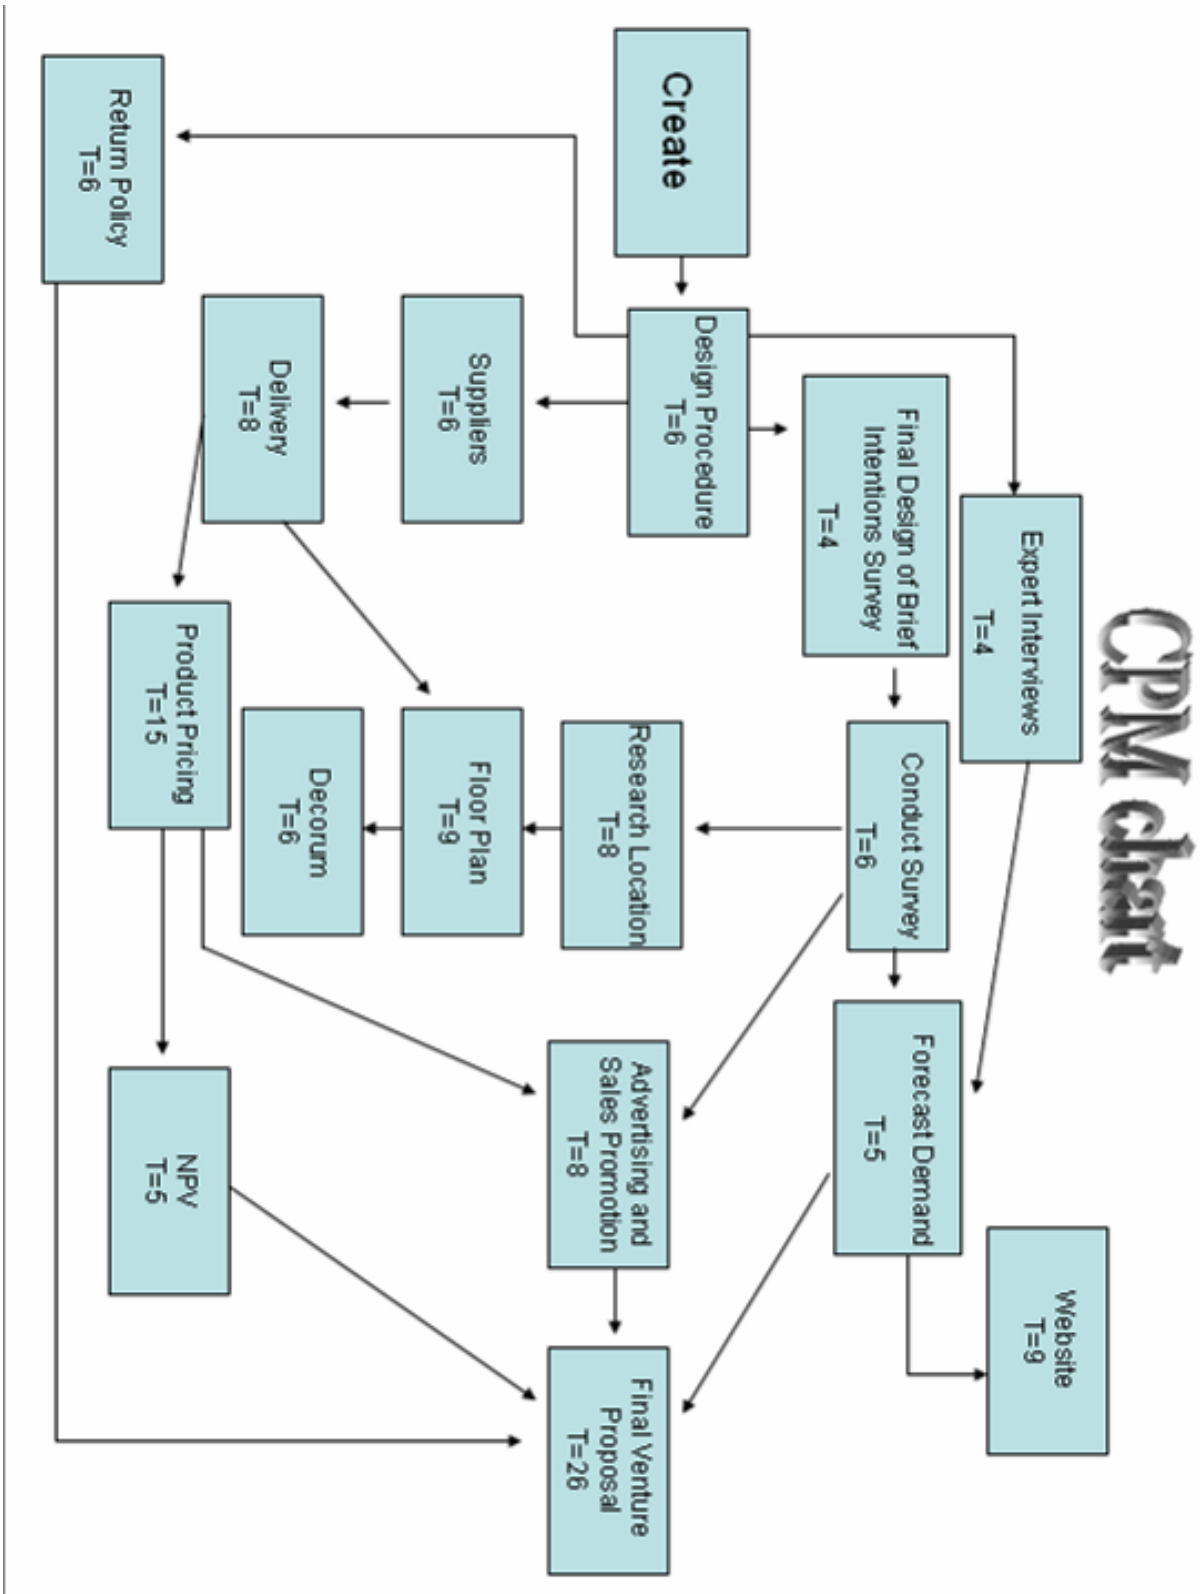 CPM chart
Create
Design Procedure
T=6
Expert Interviews
T=4
Final Design of Brief
Intentions Survey
T=4
Conduct Survey
T=6
Forecast Demand
T=5
Website
T=9
Suppliers
T=6
Research Location
T=8
Advertising and
Sales Promotion
T=8
Final Venture
Proposal
T=26
Floor Plan
T=9
Delivery
T=8
Decorum
T=6
Return Policy
T=6
Product Pricing
T=15
NPV
T=5